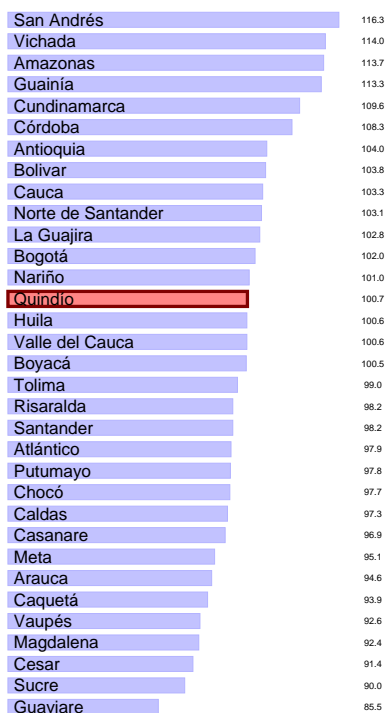 San Andrés 116.3
Vichada 114.0
Amazonas 113.7
Guainía 113.3
Cundinamarca 109.6
Córdoba 108.3
Antioquia 104.0
Bolivar 103.8
Cauca 103.3
Norte de Santander 103.1
La Guajira 102.8
Bogotá 102.0
Nariño 101.0
Quindío 100.7
Huila 100.6
Valle del Cauca 100.6
Boyacá 100.5
Tolima 99.0
Risaralda 98.2
Santander 98.2
Atlántico 97.9
Putumayo 97.8
Chocó 97.7
Caldas 97.3
Casanare 96.9
Meta 95.1
Arauca 94.6
Caquetá 93.9
Vaupés 92.6
Magdalena 92.4
Cesar 91.4
Sucre 90.0
Guaviare 85.5